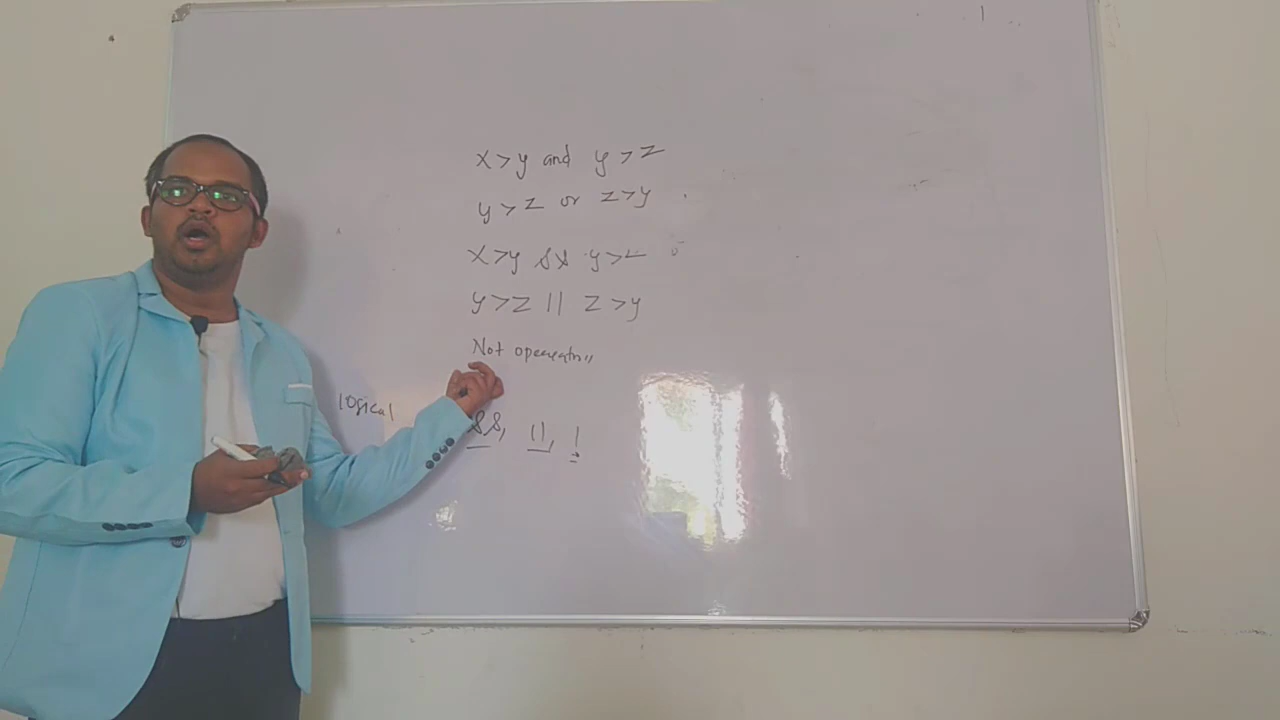 x>y and y>z
y>z or z>y
x>y && y>z
y>z || z>y
Not operator
logical &&, ||, !